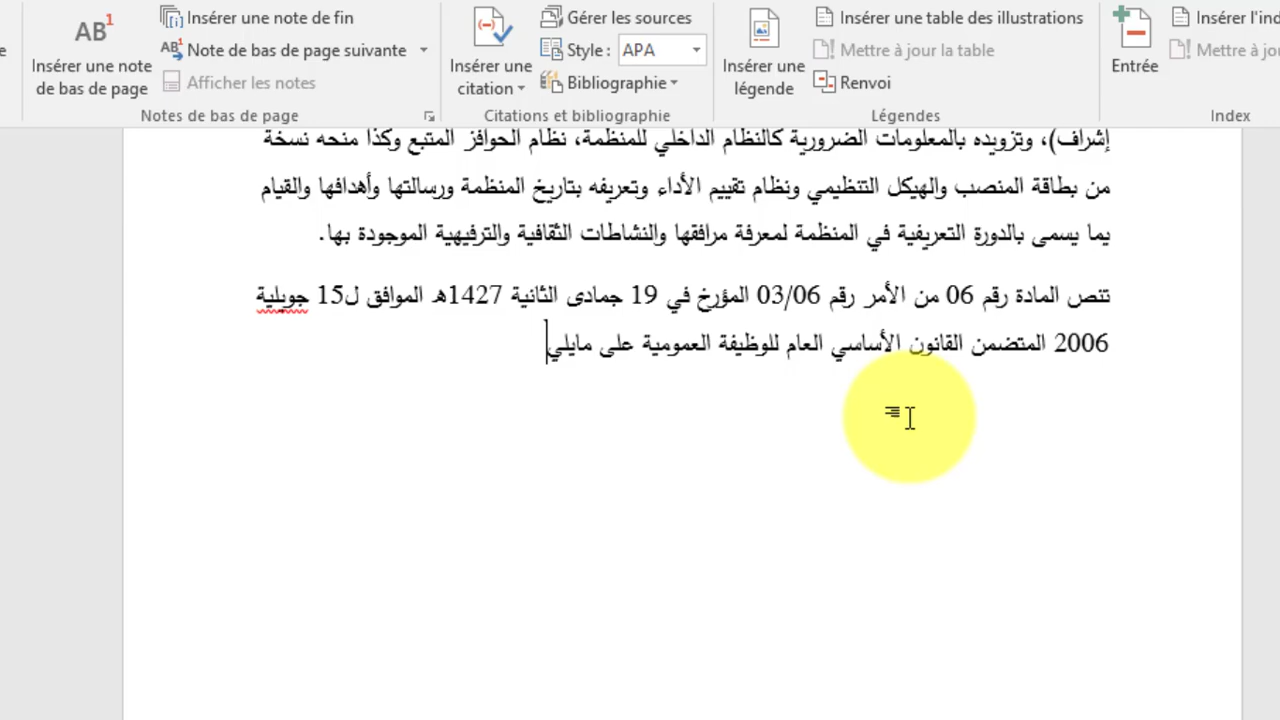 AB¹
Insérer une note
de bas de page
Insérer une note de fin
Note de bas de page suivante
Afficher les notes
Notes de bas de page
Insérer une
citation
Gérer les sources
Style : APA
Bibliographie
Citations et bibliographie
Insérer une
légende
Insérer une table des illustrations
Mettre à jour la table
Renvoi
Légendes
Entrée
Insérer l'ind
Mettre à jou
Index
إشراف)، وتزويده بالمعلومات الضرورية كالنظام الداخلي للمنظمة، نظام الحوافز المتبع وكذا منحه نسخة
من بطاقة المنصب والهيكل التنظيمي ونظام تقييم الأداء وتعريفه بتاريخ المنظمة ورسالتها وأهدافها والقيام
بما يسمى بالدورة التعريفية في المنظمة لمعرفة مرافقها والنشاطات الثقافية والترفيهية الموجودة بها.
تنص المادة رقم 06 من الأمر رقم 03/06 المؤرخ في 19 جمادى الثانية 1427هـ الموافق ل15 جويلية
2006 المتضمن القانون الأساسي العام للوظيفة العمومية على مايلي